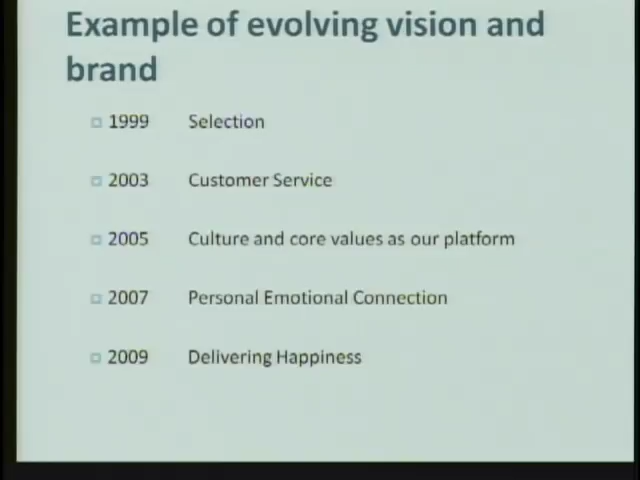 Example of evolving vision and
brand
1999 Selection
2003 Customer Service
2005 Culture and core values as our platform
2007 Personal Emotional Connection
2009 Delivering Happiness